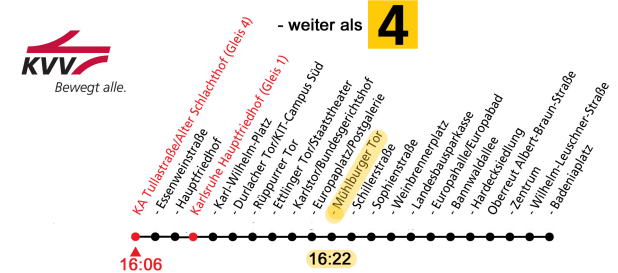 - weiter als 4
KVV
Bewegt alle.
KA Tullastraße/Alter Schlachthof (Gleis 4)
- Essenweinstraße
- Hauptfriedhof
Karlsruhe Hauptfriedhof (Gleis 1)
- Karl-Wilhelm-Platz
- Durlacher Tor/KIT-Campus Süd
- Rüppurrer Tor
- Ettlinger Tor/Staatstheater
- Karlstor/Bundesgerichtshof
Europaplatz/Postgalerie
- Mühlburger Tor
- Schillerstraße
- Sophienstraße
- Weinbrennerplatz
- Landesbausparkasse
- Europahalle/Europabad
- Bannwaldallee
- Hardecksiedlung
Oberreut Albert-Braun-Straße
- Zentrum
- Wilhelm-Leuschner-Straße
- Badeniaplatz
16:06
16:22